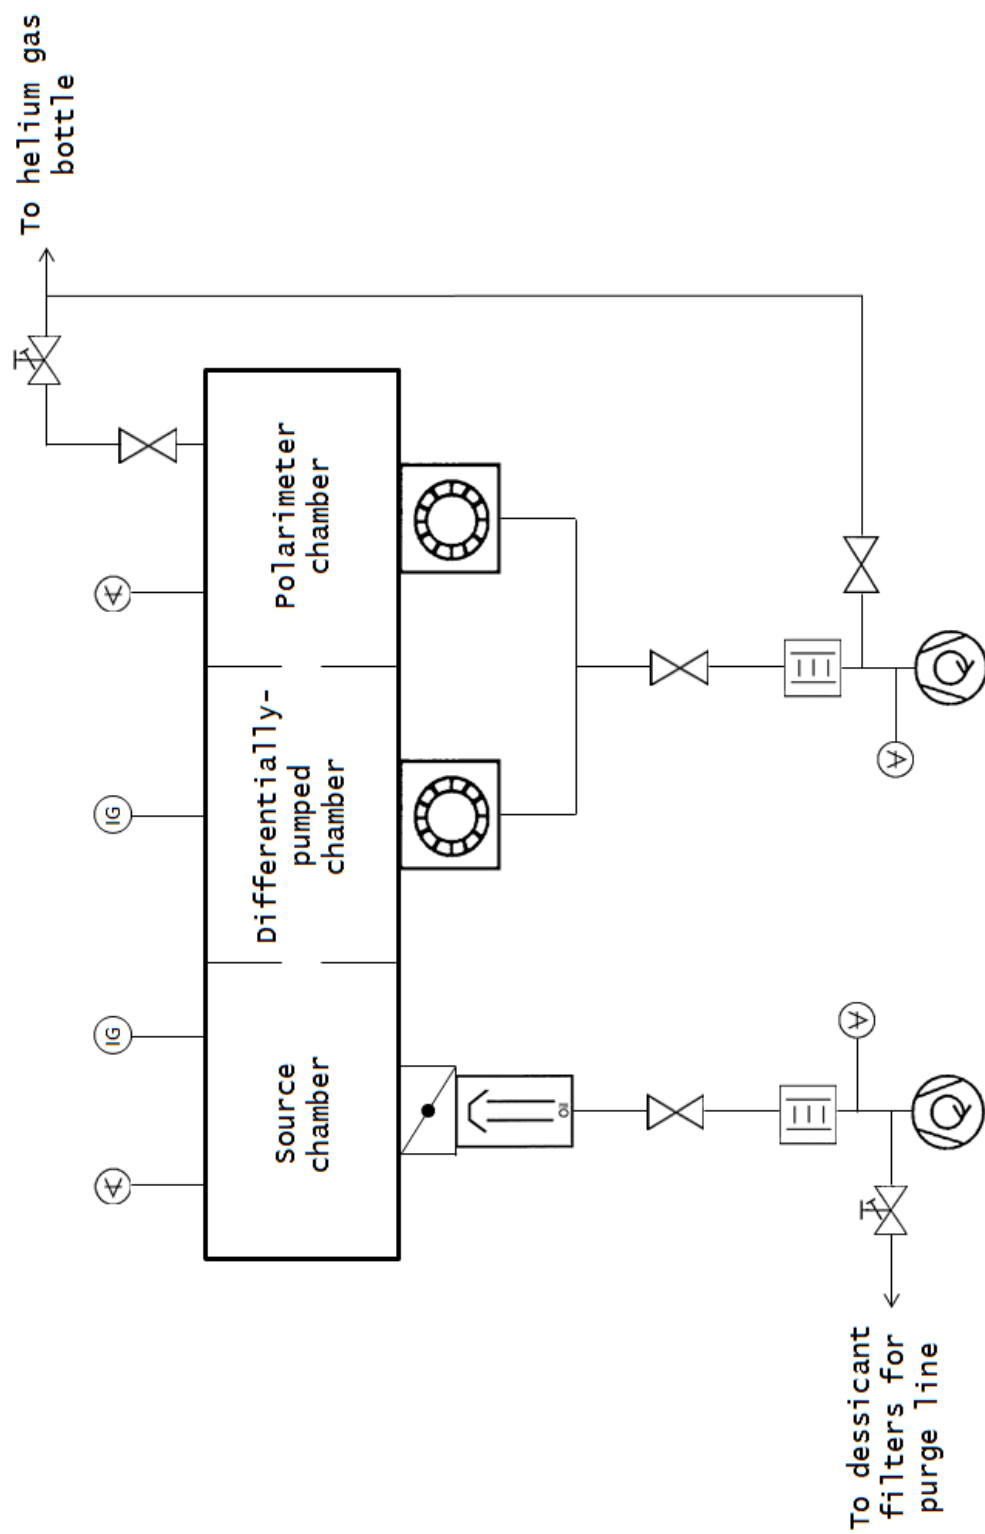 To helium gas
bottle
IG
IG
Source
chamber
Differentially-
pumped
chamber
Polarimeter
chamber
To dessicant
filters for
purge line